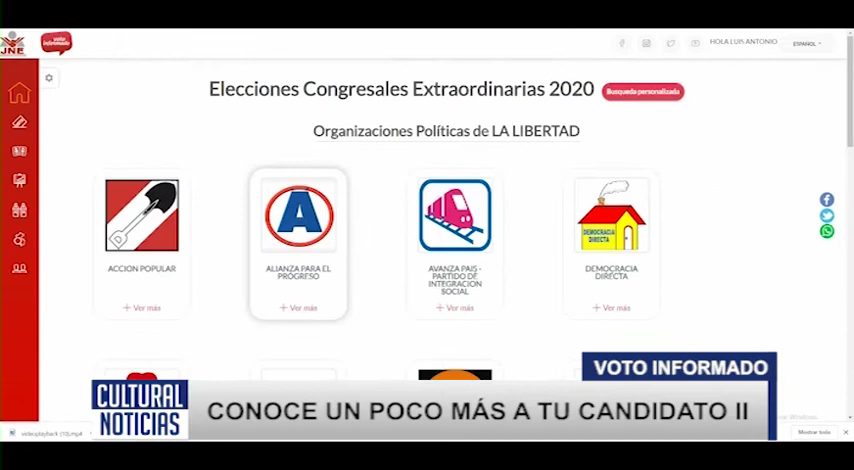 JNE
voto
informado
HOLA LUIS ANTONIO
ESPAÑOL
Elecciones Congresales Extraordinarias 2020
Busqueda personalizada
Organizaciones Políticas de LA LIBERTAD
A
DEMOCRACIA
DIRECTA
ACCION POPULAR
ALIANZA PARA EL
PROGRESO
AVANZA PAIS -
PARTIDO DE
INTEGRACION
SOCIAL
DEMOCRACIA
DIRECTA
+ Ver más
+ Ver más
+ Ver más
+ Ver más
VOTO INFORMADO
CULTURAL
NOTICIAS
CONOCE UN POCO MÁS A TU CANDIDATO II
Windows.
Mostrar todo